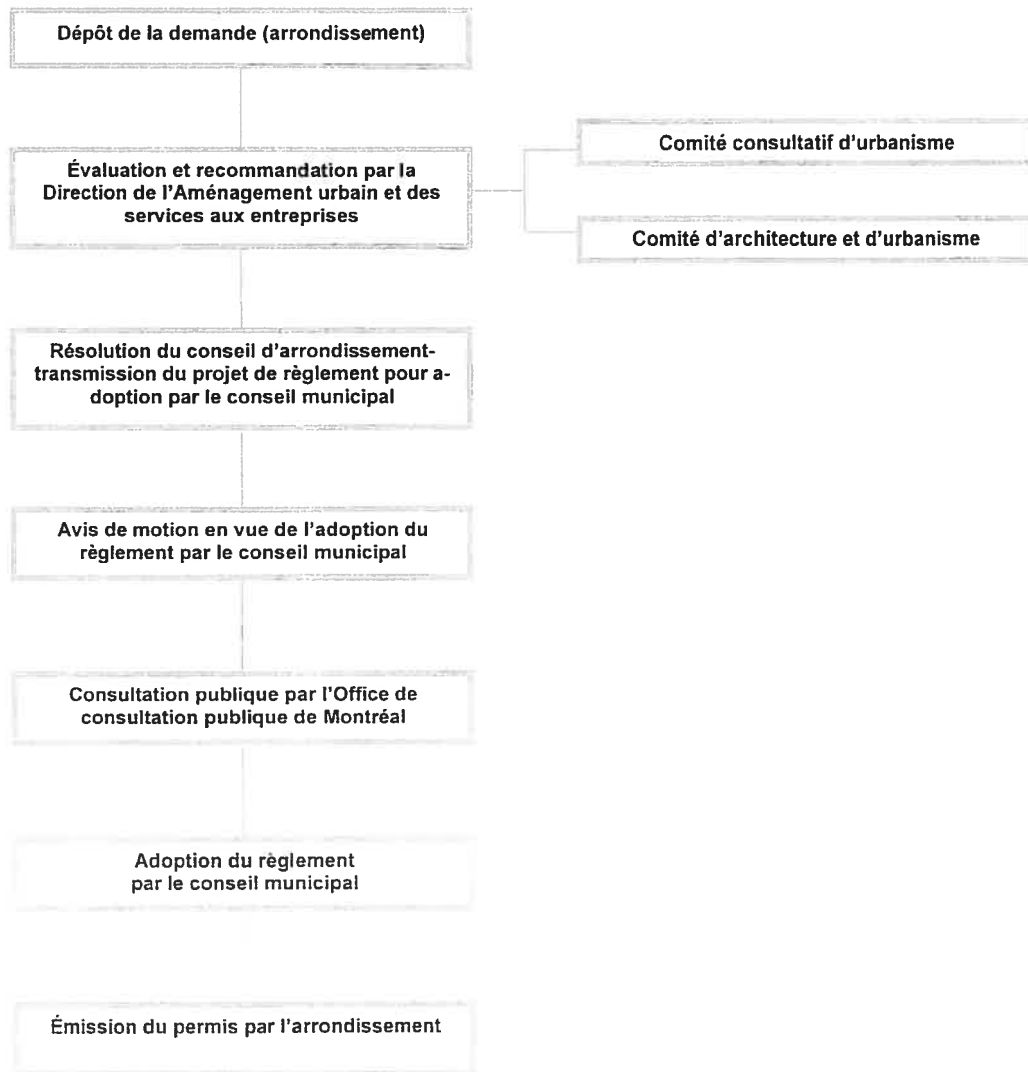 Dépôt de la demande (arrondissement)
Évaluation et recommandation par la
Direction de l'Aménagement urbain et des
services aux entreprises
Comité consultatif d'urbanisme
Comité d'architecture et d'urbanisme
Résolution du conseil d'arrondissement-
transmission du projet de règlement pour a-
doption par le conseil municipal
Avis de motion en vue de l'adoption du
règlement par le conseil municipal
Consultation publique par l'Office de
consultation publique de Montréal
Adoption du règlement
par le conseil municipal
Émission du permis par l'arrondissement